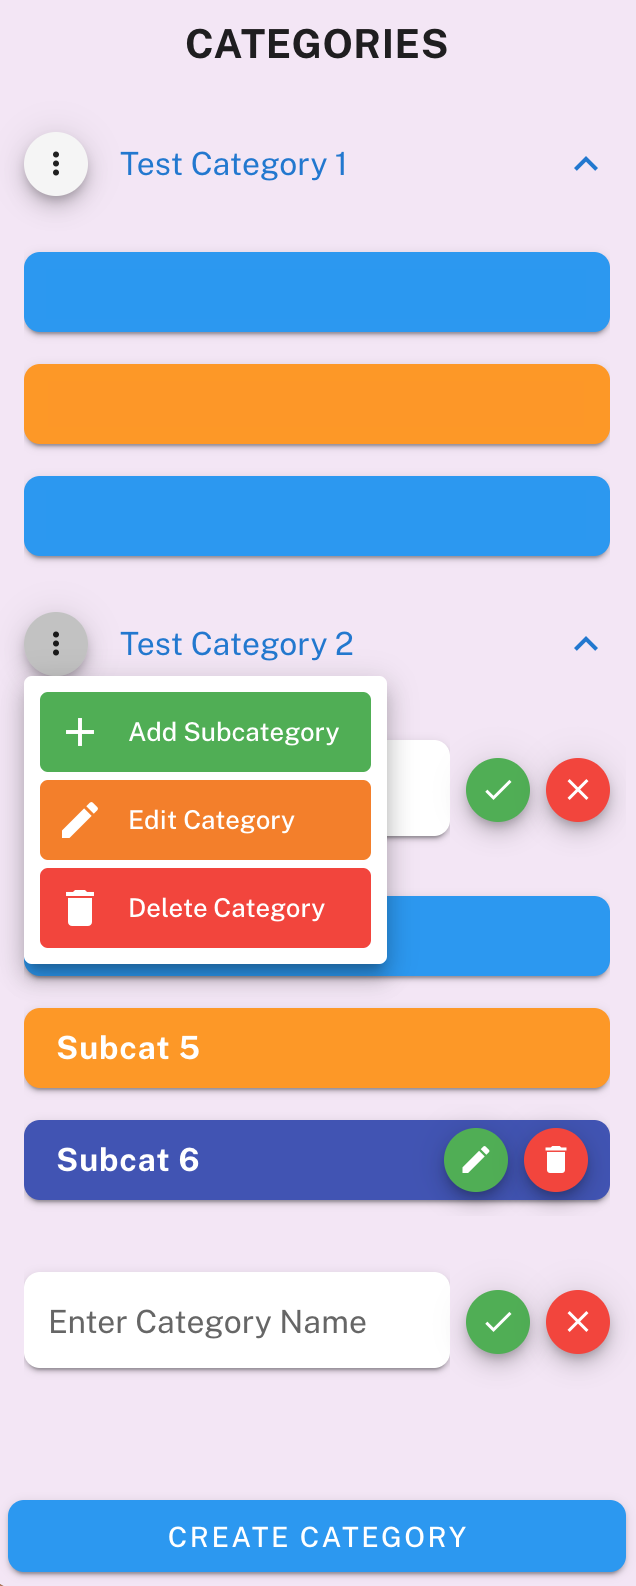 CATEGORIES
Test Category 1
Test Category 2
Add Subcategory
Edit Category
Delete Category
Subcat 5
Subcat 6
Enter Category Name
CREATE CATEGORY